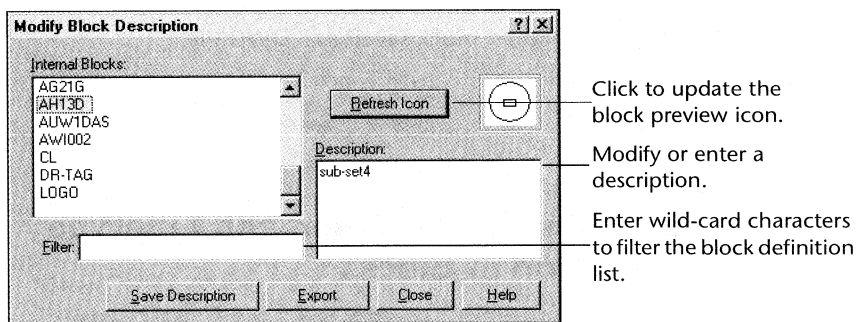 Modify Block Description
? ×
Internal Blocks:
AG21G
AH13D
AUW1DAS
AWI002
CL
DR-TAG
LOGO
Refresh Icon
Description:
sub-set4
Filter:
Save Description
Export
Close
Help
Click to update the
block preview icon.
Modify or enter a
description.
Enter wild-card characters
to filter the block definition
list.